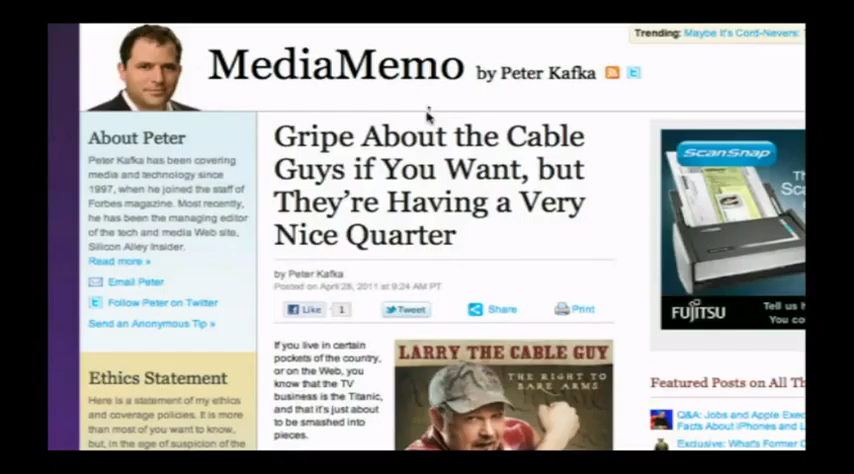 Trending: Maybe It's Cord-Nevers:
MediaMemo by Peter Kafka
About Peter
Peter Kafka has been covering
media and technology since
1997, when he joined the staff of
Forbes magazine. Most recently,
he has been the managing editor
of the tech and media Web site,
Silicon Alley Insider.
Read more »
Email Peter
Follow Peter on Twitter
Send an Anonymous Tip »
Ethics Statement
Here is a statement of my ethics
and coverage policies. It is more
than most of you want to know,
but, in the age of suspicion of the
Gripe About the Cable
Guys if You Want, but
They're Having a Very
Nice Quarter
by Peter Kafka
Posted on April 28, 2011 at 9:24 AM PT
Like 1 Tweet Share Print
If you live in certain
pockets of the country,
or on the Web, you
know that the TV
business is the Titanic,
and that it's just about
to be smashed into
pieces.
LARRY THE CABLE GUY
THE RIGHT TO
BARE ARMS
ScanSnap
Th
Sca
FUJITSU
Tell us
You co
Featured Posts on All Th
Q&A: Jobs and Apple Exec
Facts About iPhones and L
Exclusive: What's Former C